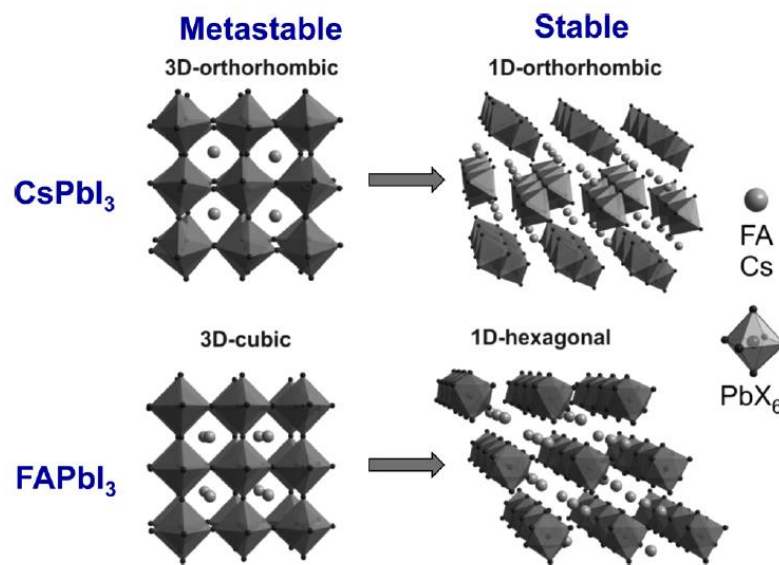 Metastable
Stable
3D-orthorhombic
1D-orthorhombic
CsPbI₃
FA
Cs
3D-cubic
1D-hexagonal
PbX₆
FAPbI₃